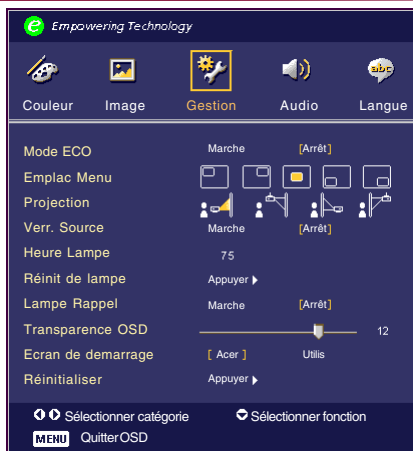 e Empowering Technology
Couleur Image Gestion Audio Langue
Mode ECO Marche [Arrêt]
Emplac Menu
Projection
Verr. Source Marche [Arrêt]
Heure Lampe 75
Réinit de lampe Appuyer
Lampe Rappel Marche [Arrêt]
Transparence OSD 12
Ecran de demarrage [ Acer ] Utilis
Réinitialiser Appuyer
Sélectionner catégorie Sélectionner fonction
MENU Quitter OSD